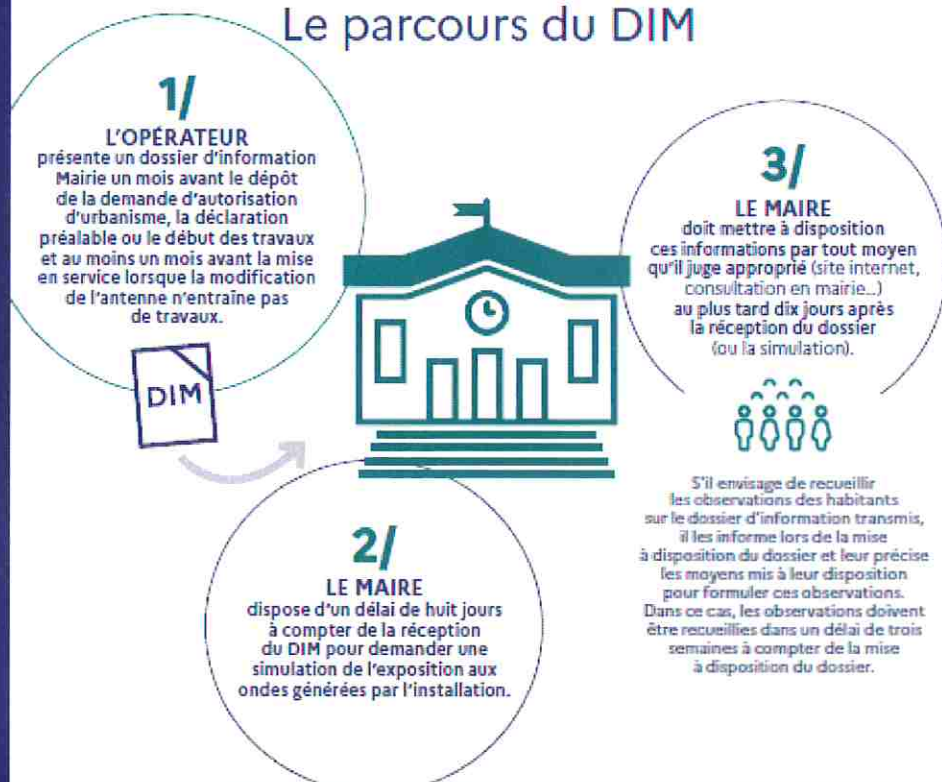 Le parcours du DIM
1/
L'OPÉRATEUR
présente un dossier d'information
Mairie un mois avant le dépôt
de la demande d'autorisation
d'urbanisme, la déclaration
préalable ou le début des travaux
et au moins un mois avant la mise
en service lorsque la modification
de l'antenne n'entraîne pas
de travaux.
DIM
2/
LE MAIRE
dispose d'un délai de huit jours
à compter de la réception
du DIM pour demander une
simulation de l'exposition aux
ondes générées par l'installation.
3/
LE MAIRE
doit mettre à disposition
ces informations par tout moyen
qu'il juge approprié (site internet,
consultation en mairie...)
au plus tard dix jours après
la réception du dossier
(ou la simulation).
S'il envisage de recueillir
les observations des habitants
sur le dossier d'information transmis,
il les informe lors de la mise
à disposition du dossier et leur précise
les moyens mis à leur disposition
pour formuler ces observations.
Dans ce cas, les observations doivent
être recueillies dans un délai de trois
semaines à compter de la mise
à disposition du dossier.